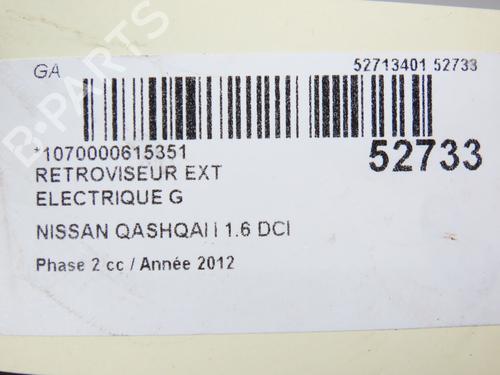 GA 52713401 52733
*1070000615351 52733
RETROVISEUR EXT
ELECTRIQUE G
NISSAN QASHQAI I 1.6 DCI
Phase 2 cc / Année 2012
B-PARTS